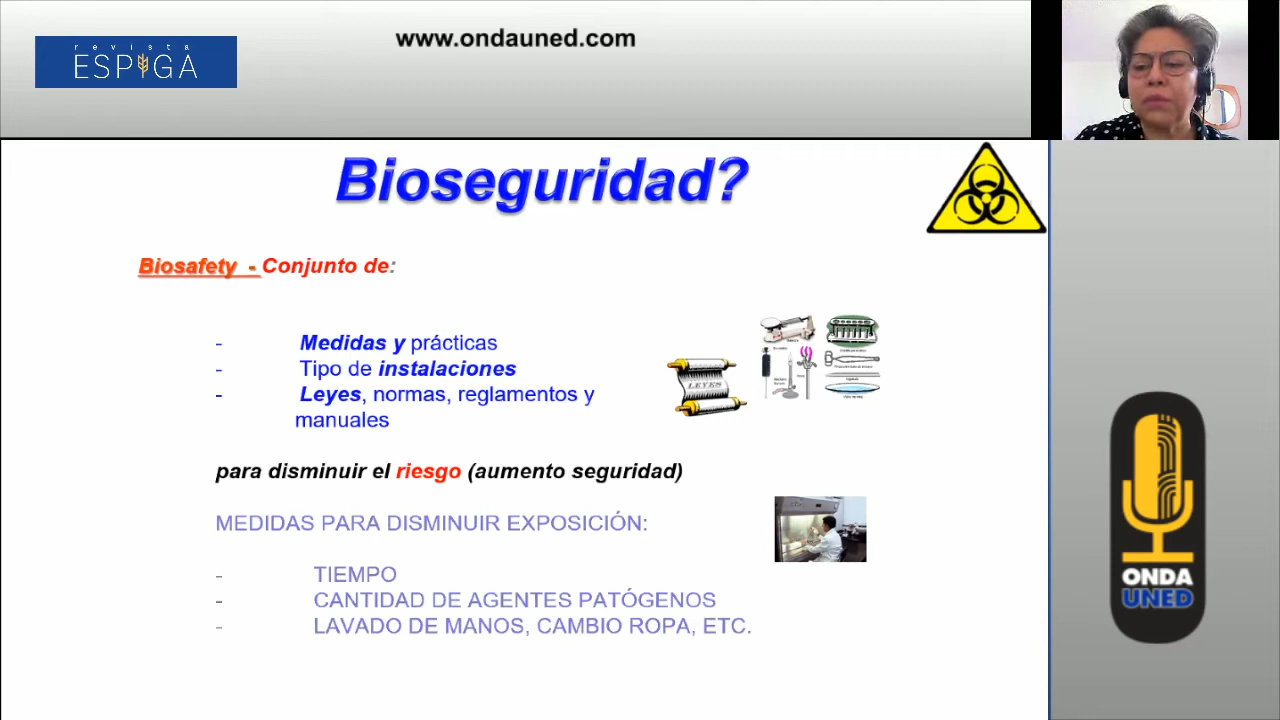 revista
ESPIGA
www.ondauned.com
Bioseguridad?
Biosafety - Conjunto de:
- Medidas y prácticas
- Tipo de instalaciones
- Leyes, normas, reglamentos y
manuales
LEYES
para disminuir el riesgo (aumento seguridad)
MEDIDAS PARA DISMINUIR EXPOSICIÓN:
- TIEMPO
- CANTIDAD DE AGENTES PATÓGENOS
- LAVADO DE MANOS, CAMBIO ROPA, ETC.
ONDA
UNED